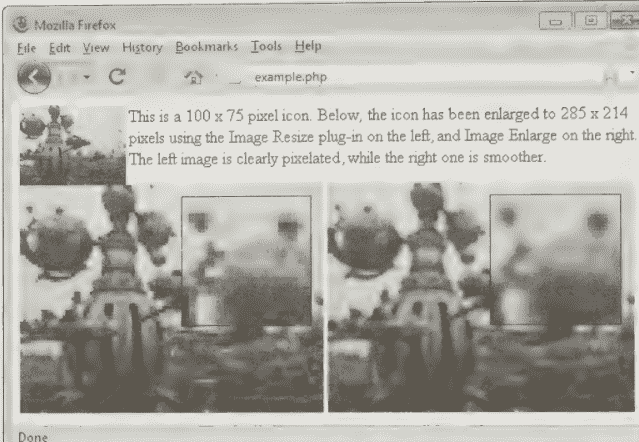 Mozilla Firefox
File Edit View History Bookmarks Tools Help
example.php
This is a 100 x 75 pixel icon. Below, the icon has been enlarged to 285 x 214
pixels using the Image Resize plug-in on the left, and Image Enlarge on the right.
The left image is clearly pixelated, while the right one is smoother.
Done